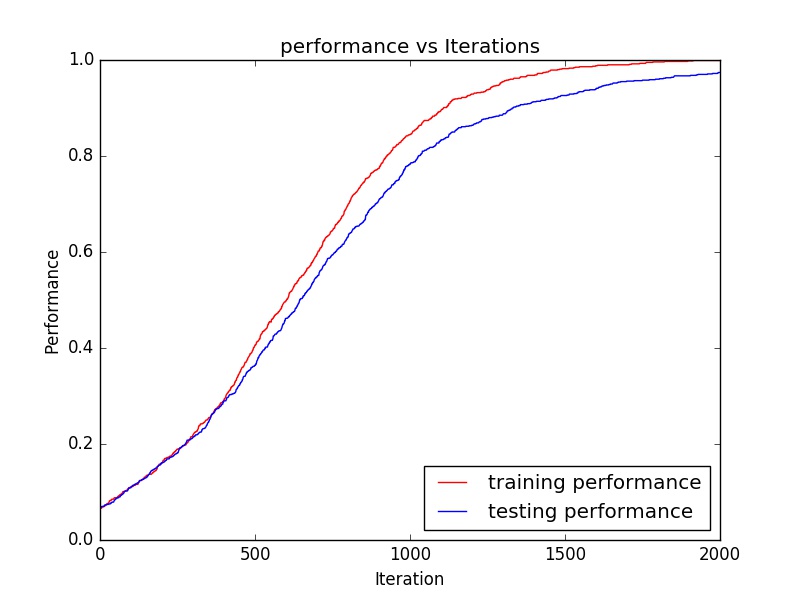 performance vs Iterations
1.0
0.8
0.6
0.4
0.2
0.0
Performance
training performance
testing performance
0 500 1000 1500 2000
Iteration